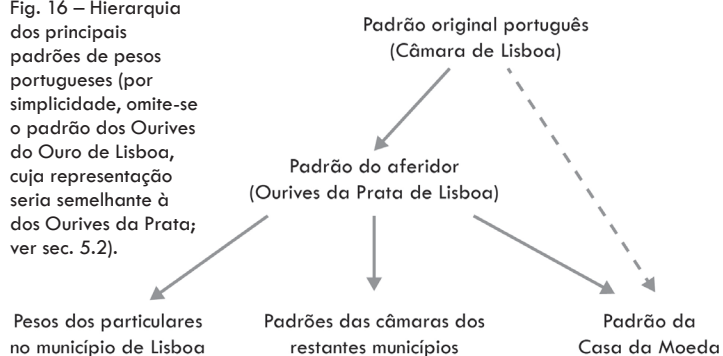 Fig. 16 – Hierarquia
dos principais
padrões de pesos
portugueses (por
simplicidade, omite-se
o padrão dos Ourives
do Ouro de Lisboa,
cuja representação
seria semelhante à
dos Ourives da Prata;
ver sec. 5.2).
Padrão original português
(Câmara de Lisboa)
Padrão do aferidor
(Ourives da Prata de Lisboa)
Pesos dos particulares
no município de Lisboa
Padrões das câmaras dos
restantes municípios
Padrão da
Casa da Moeda